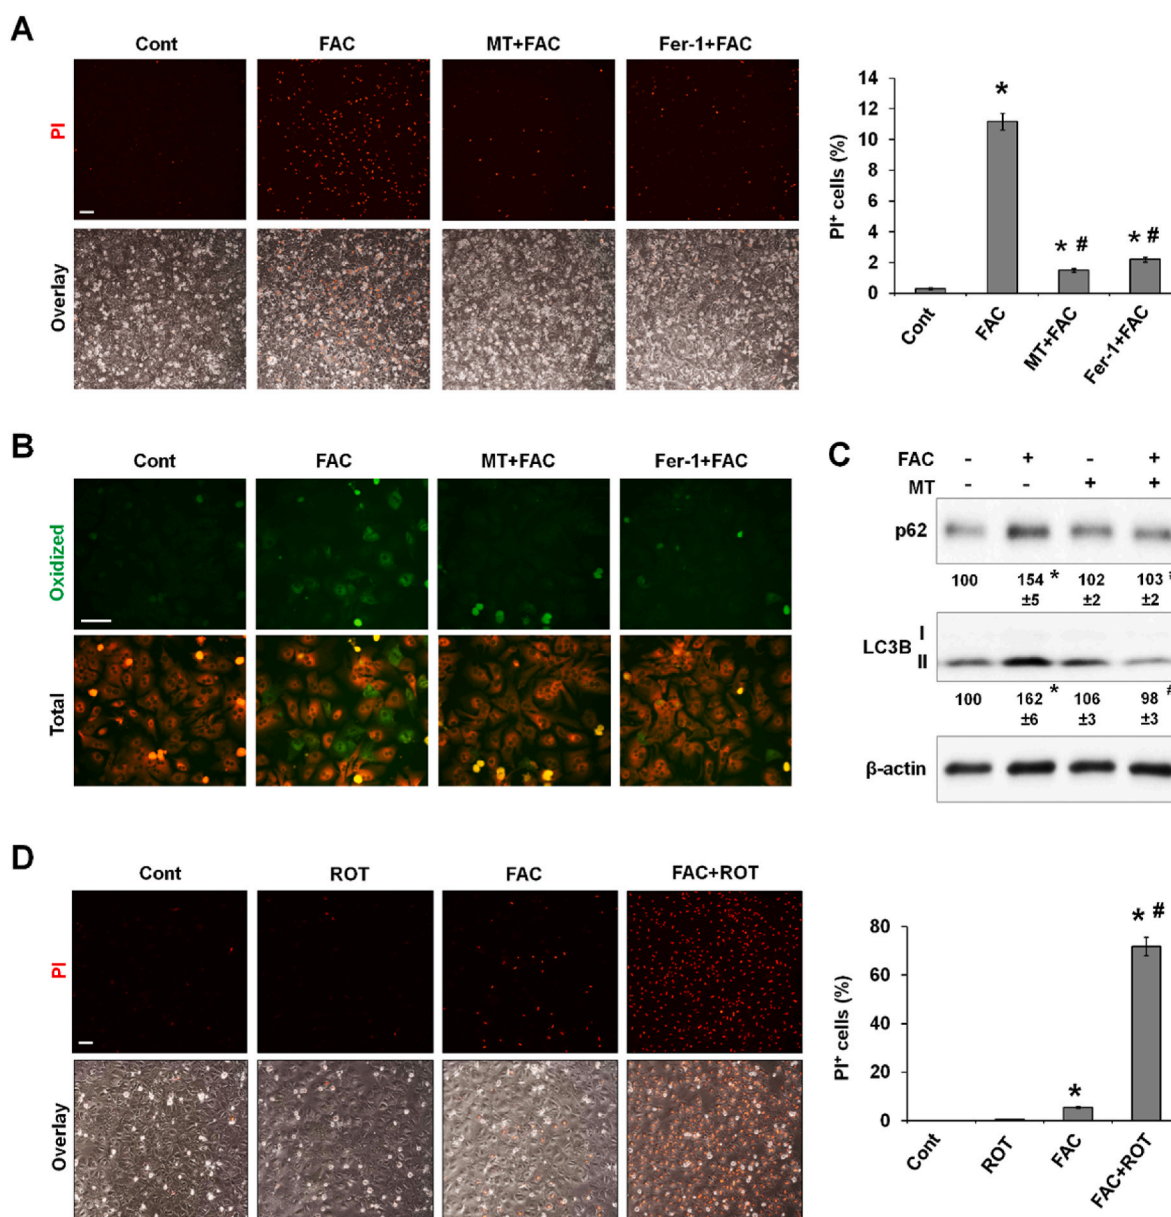 A
Cont FAC MT+FAC Fer-1+FAC
PI
Overlay
PI⁺ cells (%)
14
12
10
8
6
4
2
0
*
* #
* #
Cont FAC MT+FAC Fer-1+FAC
B
Cont FAC MT+FAC Fer-1+FAC
Oxidized
Total
C
FAC - + - +
MT - - + +
p62
100 154 * 102 103
±5 ±2 ±2
LC3B I
II
100 162 * 106 98 #
±6 ±3 ±3
β-actin
D
Cont ROT FAC FAC+ROT
PI
Overlay
PI⁺ cells (%)
80
60
40
20
0
*
* #
Cont ROT FAC FAC+ROT